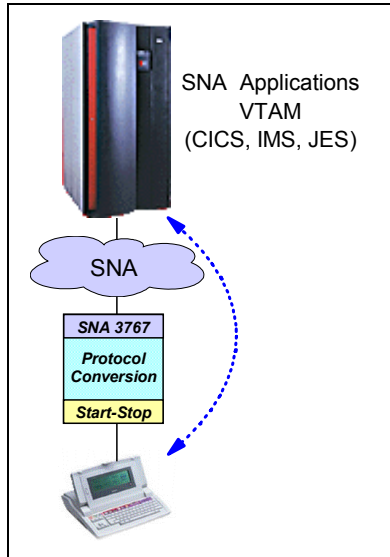 SNA Applications
VTAM
(CICS, IMS, JES)
SNA
SNA 3767
Protocol
Conversion
Start-Stop